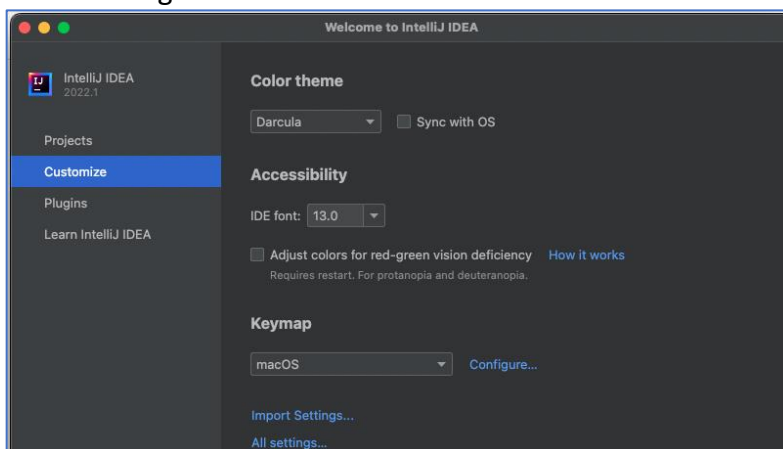 Welcome to IntelliJ IDEA
IntelliJ IDEA
2022.1
Projects
Customize
Plugins
Learn IntelliJ IDEA
Color theme
Darcula Sync with OS
Accessibility
IDE font: 13.0
Adjust colors for red-green vision deficiency How it works
Requires restart. For protanopia and deuteranopia.
Keymap
macOS Configure...
Import Settings...
All settings...